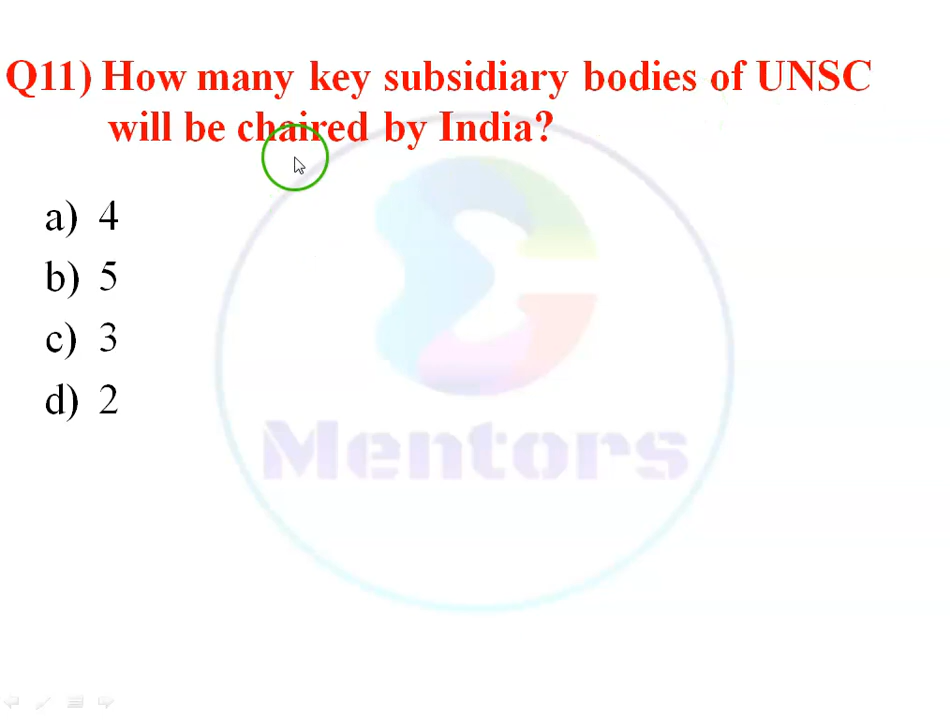 Q11) How many key subsidiary bodies of UNSC
will be chaired by India?
a) 4
b) 5
c) 3
d) 2
Mentors